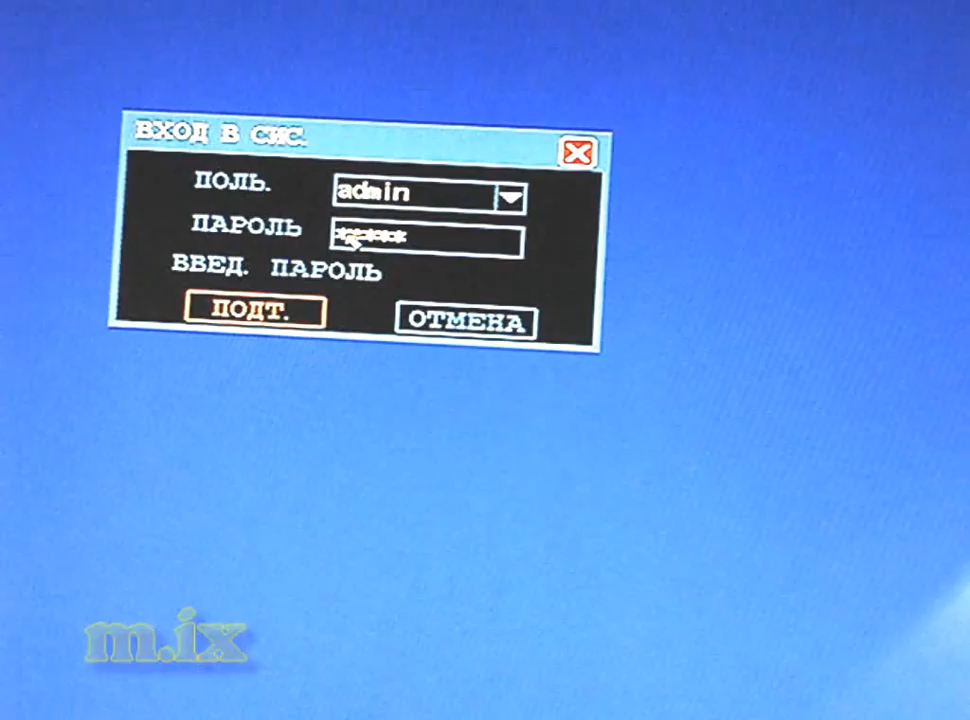 ВХОД В СИС.
ПОЛЬ. admin
ПАРОЛЬ
ВВЕД. ПАРОЛЬ
ПОДТ. ОТМЕНА
m.ix